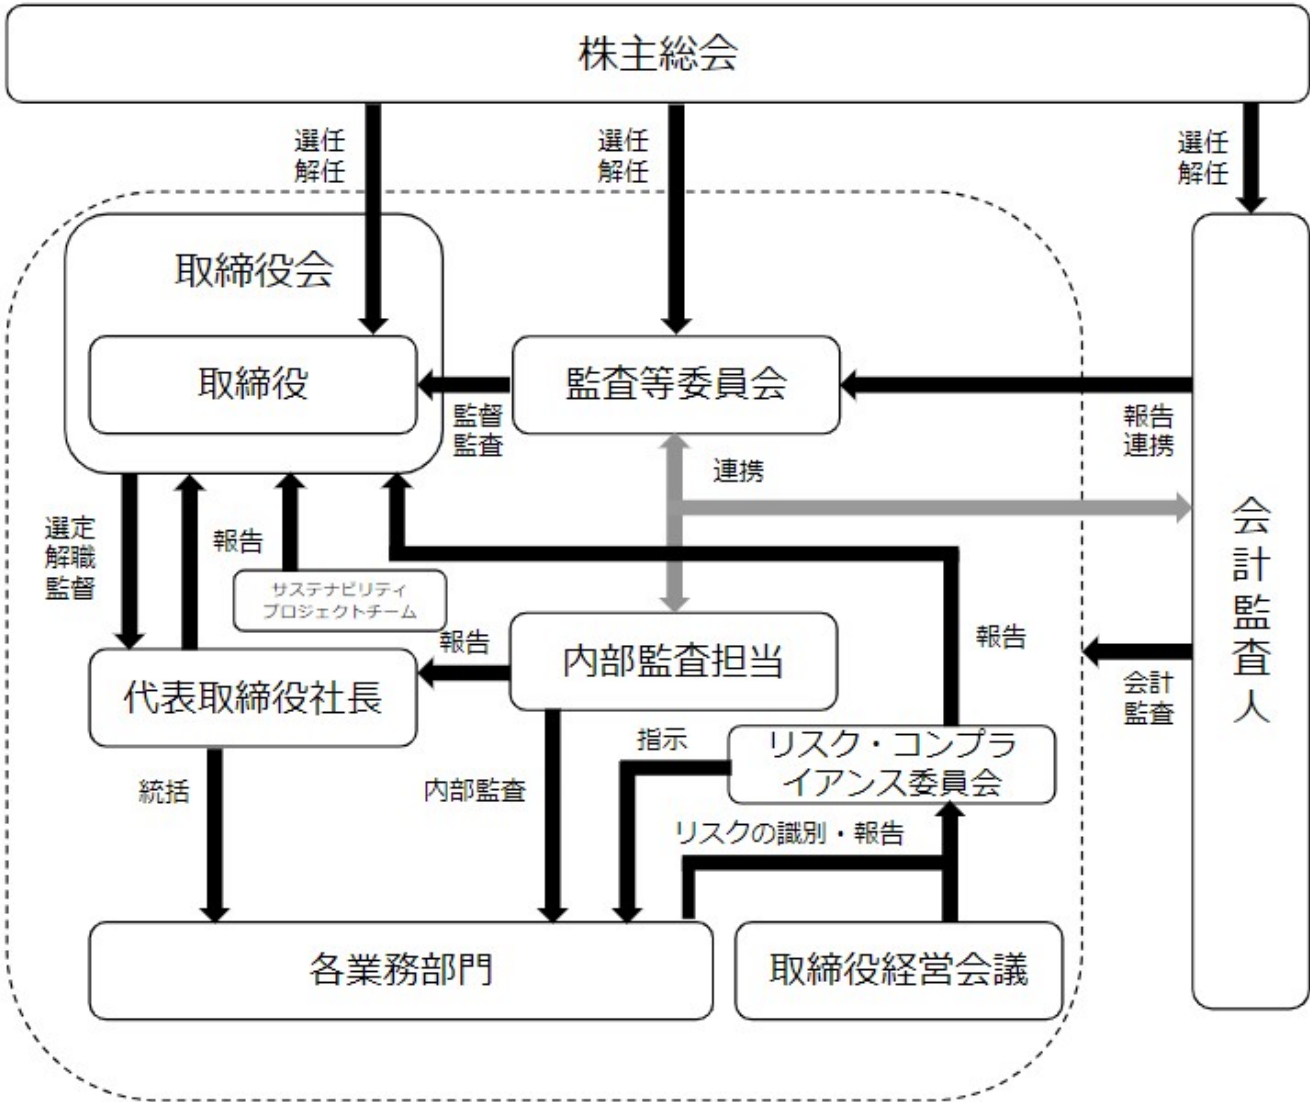 株主総会
選任
解任
選任
解任
選任
解任
取締役会
取締役
監査等委員会
監督
監査
報告
連携
連携
選定
解職
監督
報告
サステナビリティ
プロジェクトチーム
会計監査人
報告
内部監査担当
報告
代表取締役社長
会計
監査
指示
リスク・コンプラ
イアンス委員会
統括
内部監査
リスクの識別・報告
各業務部門
取締役経営会議